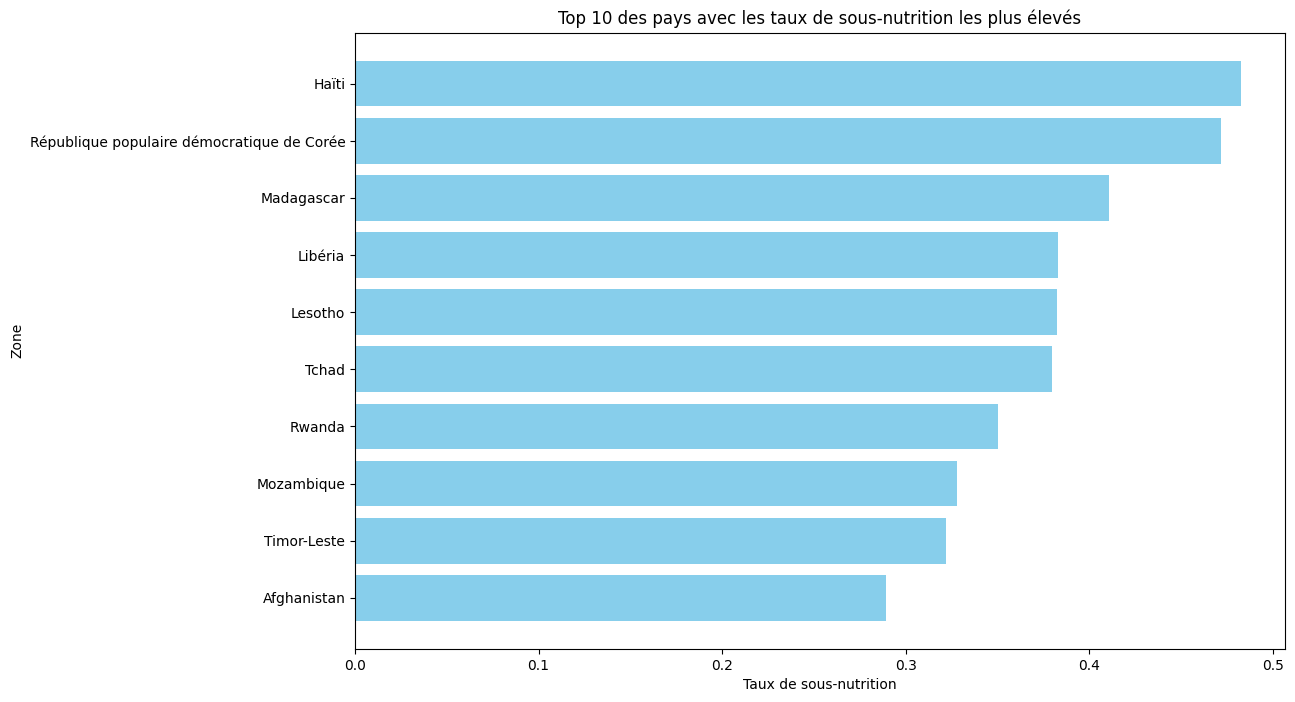 Top 10 des pays avec les taux de sous-nutrition les plus élevés
Zone
Haïti
République populaire démocratique de Corée
Madagascar
Libéria
Lesotho
Tchad
Rwanda
Mozambique
Timor-Leste
Afghanistan
0.0 0.1 0.2 0.3 0.4 0.5
Taux de sous-nutrition